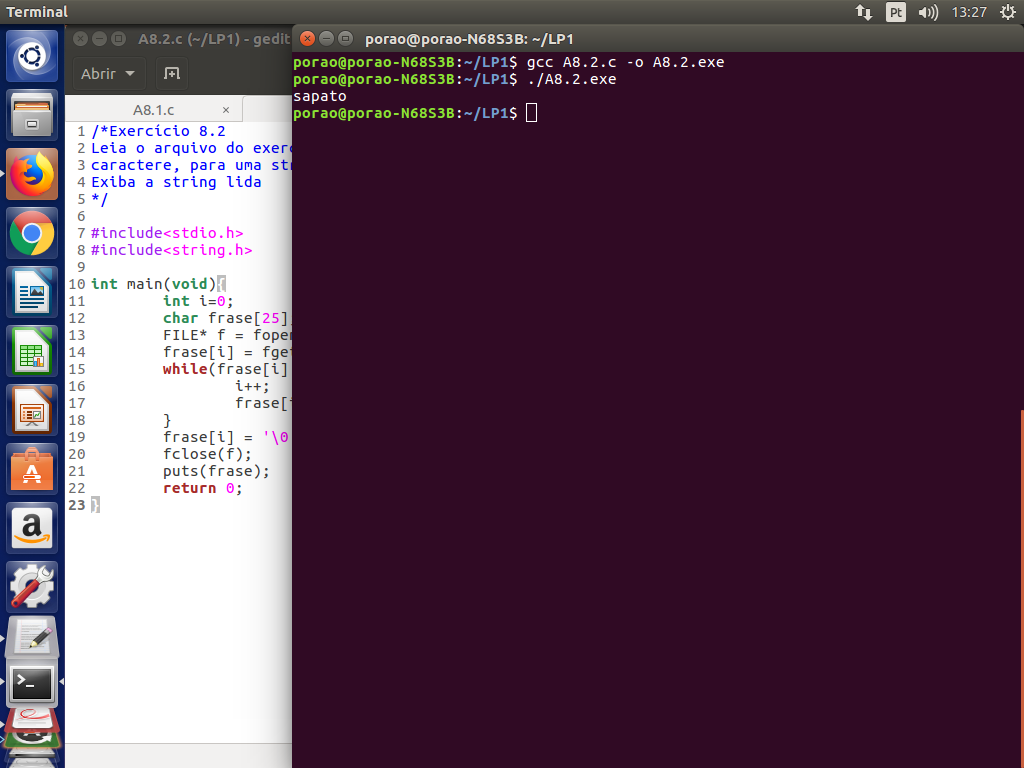 Terminal
Pt
13:27
A8.2.c (~/LP1) - gedit
porao@porao-N68S3B: ~/LP1
Abrir
A8.1.c ×
1 /*Exercício 8.2
2 Leia o arquivo do exer
3 caractere, para uma st
4 Exiba a string lida
5 */
6
7 #include<stdio.h>
8 #include<string.h>
9
10 int main(void){
11 int i=0;
12 char frase[25]
13 FILE* f = fope
14 frase[i] = fge
15 while(frase[i]
16 i++;
17 frase[
18 }
19 frase[i] = '\0
20 fclose(f);
21 puts(frase);
22 return 0;
23 }
porao@porao-N68S3B:~/LP1$ gcc A8.2.c -o A8.2.exe
porao@porao-N68S3B:~/LP1$ ./A8.2.exe
sapato
porao@porao-N68S3B:~/LP1$